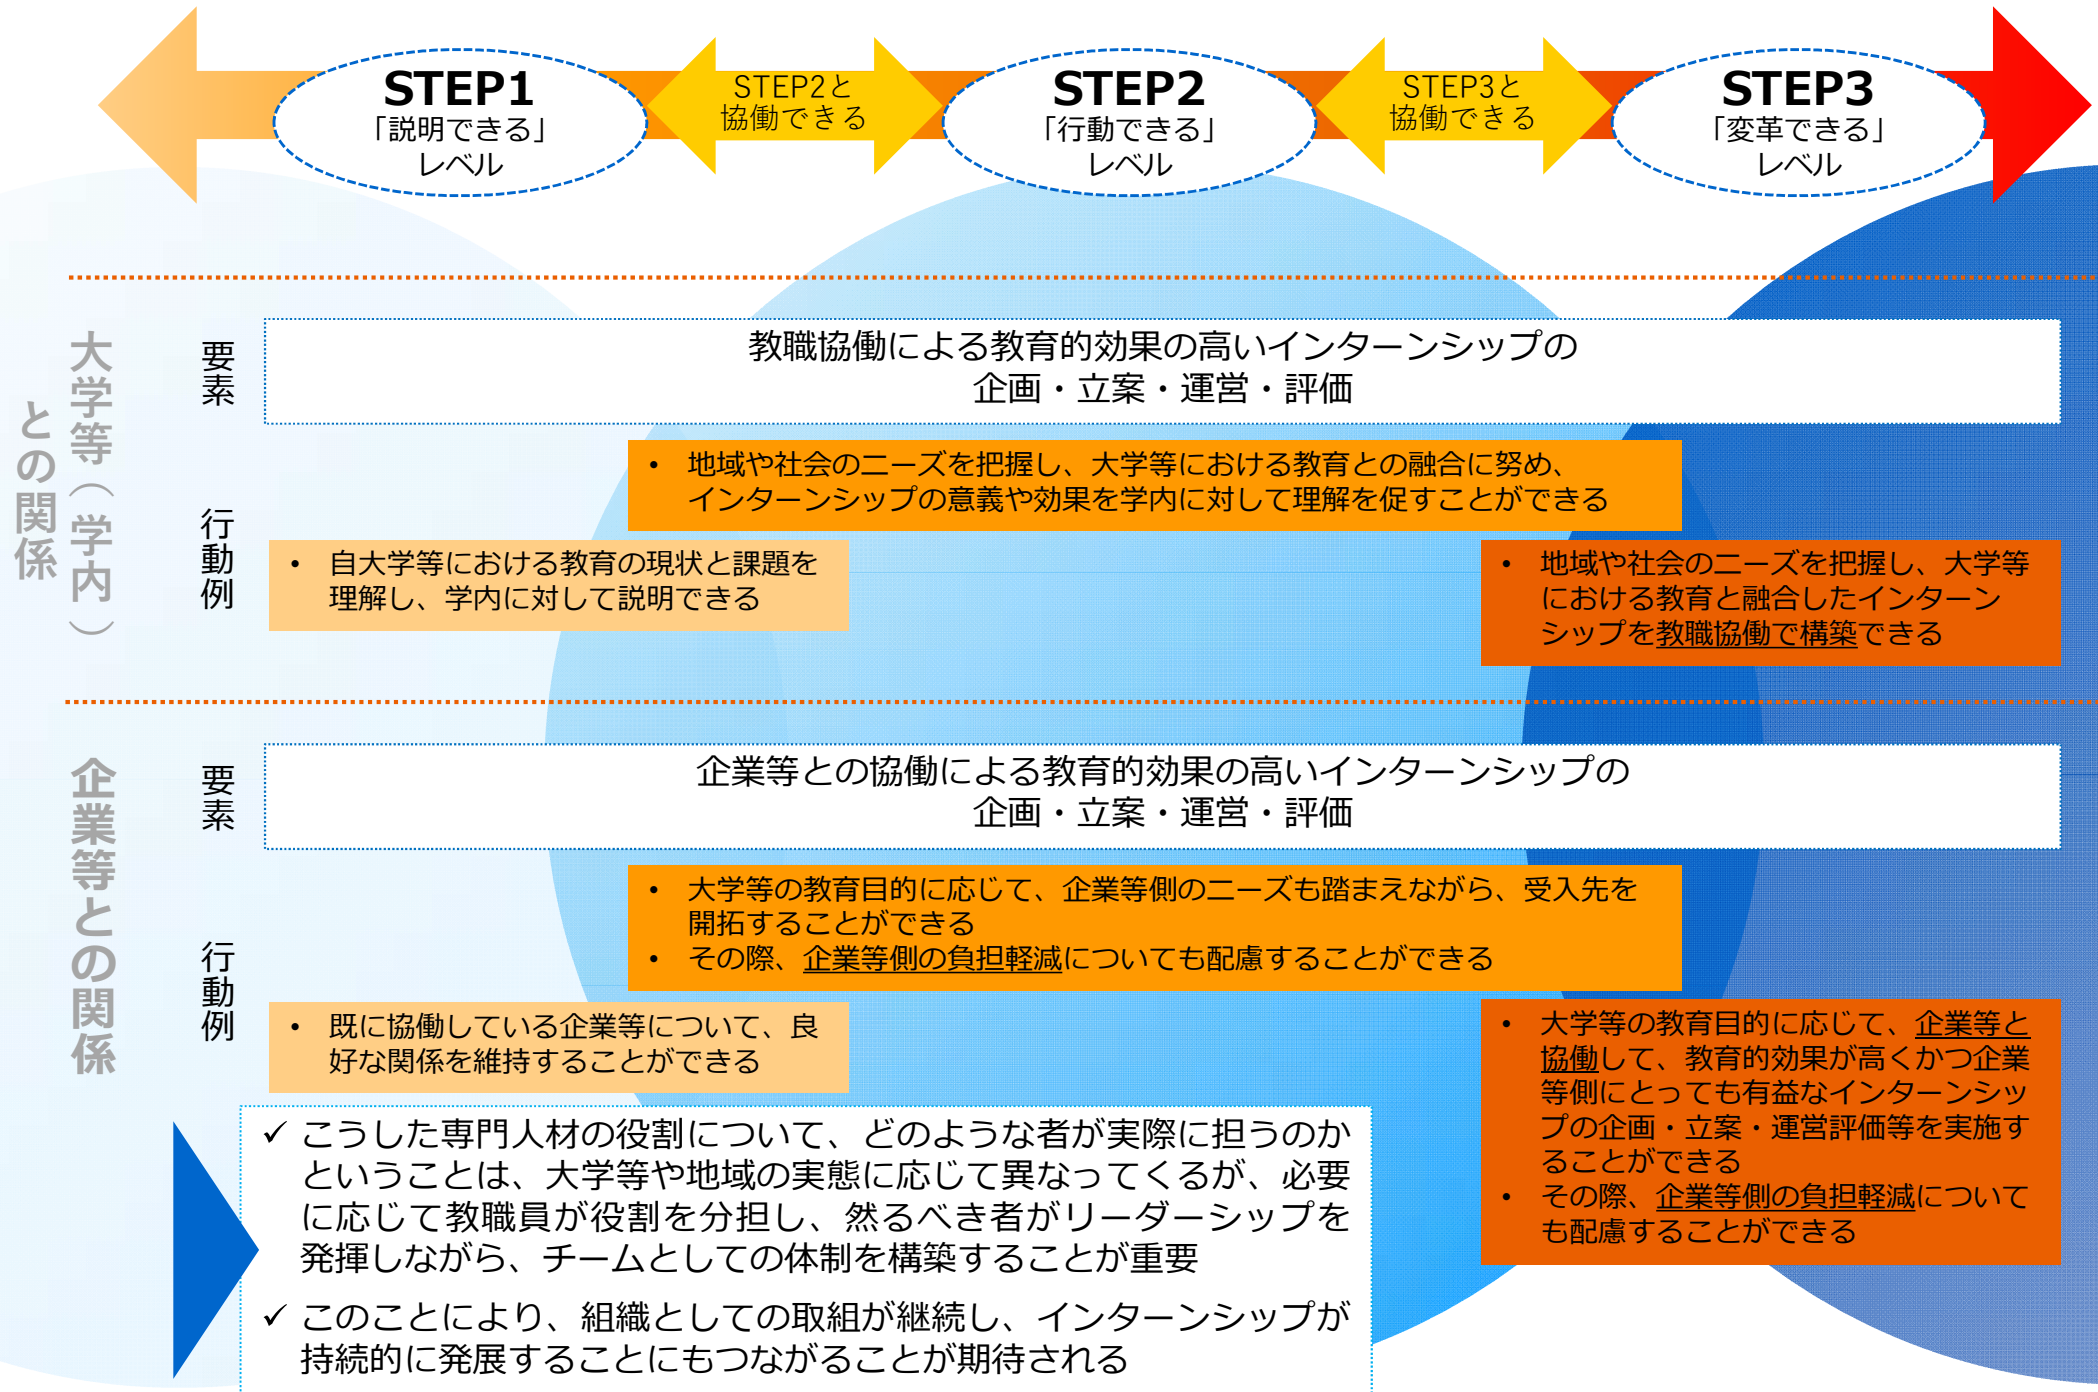 STEP1
「説明できる」
レベル
STEP2と
協働できる
STEP2
「行動できる」
レベル
STEP3と
協働できる
STEP3
「変革できる」
レベル
大学等（学内）
との関係
要素
教職協働による教育的効果の高いインターンシップの
企画・立案・運営・評価
行動例
• 地域や社会のニーズを把握し、大学等における教育との融合に努め、
インターンシップの意義や効果を学内に対して理解を促すことができる
• 自大学等における教育の現状と課題を
理解し、学内に対して説明できる
• 地域や社会のニーズを把握し、大学等
における教育と融合したインターン
シップを教職協働で構築できる
企業等との関係
要素
企業等との協働による教育的効果の高いインターンシップの
企画・立案・運営・評価
行動例
• 大学等の教育目的に応じて、企業等側のニーズも踏まえながら、受入先を
開拓することができる
• その際、企業等側の負担軽減についても配慮することができる
• 既に協働している企業等について、良
好な関係を維持することができる
• 大学等の教育目的に応じて、企業等と
協働して、教育的効果が高くかつ企業
等側にとっても有益なインターンシッ
プの企画・立案・運営評価等を実施す
ることができる
• その際、企業等側の負担軽減について
も配慮することができる
✓ こうした専門人材の役割について、どのような者が実際に担うのか
ということは、大学等や地域の実態に応じて異なってくるが、必要
に応じて教職員が役割を分担し、然るべき者がリーダーシップを
発揮しながら、チームとしての体制を構築することが重要
✓ このことにより、組織としての取組が継続し、インターンシップが
持続的に発展することにもつながることが期待される